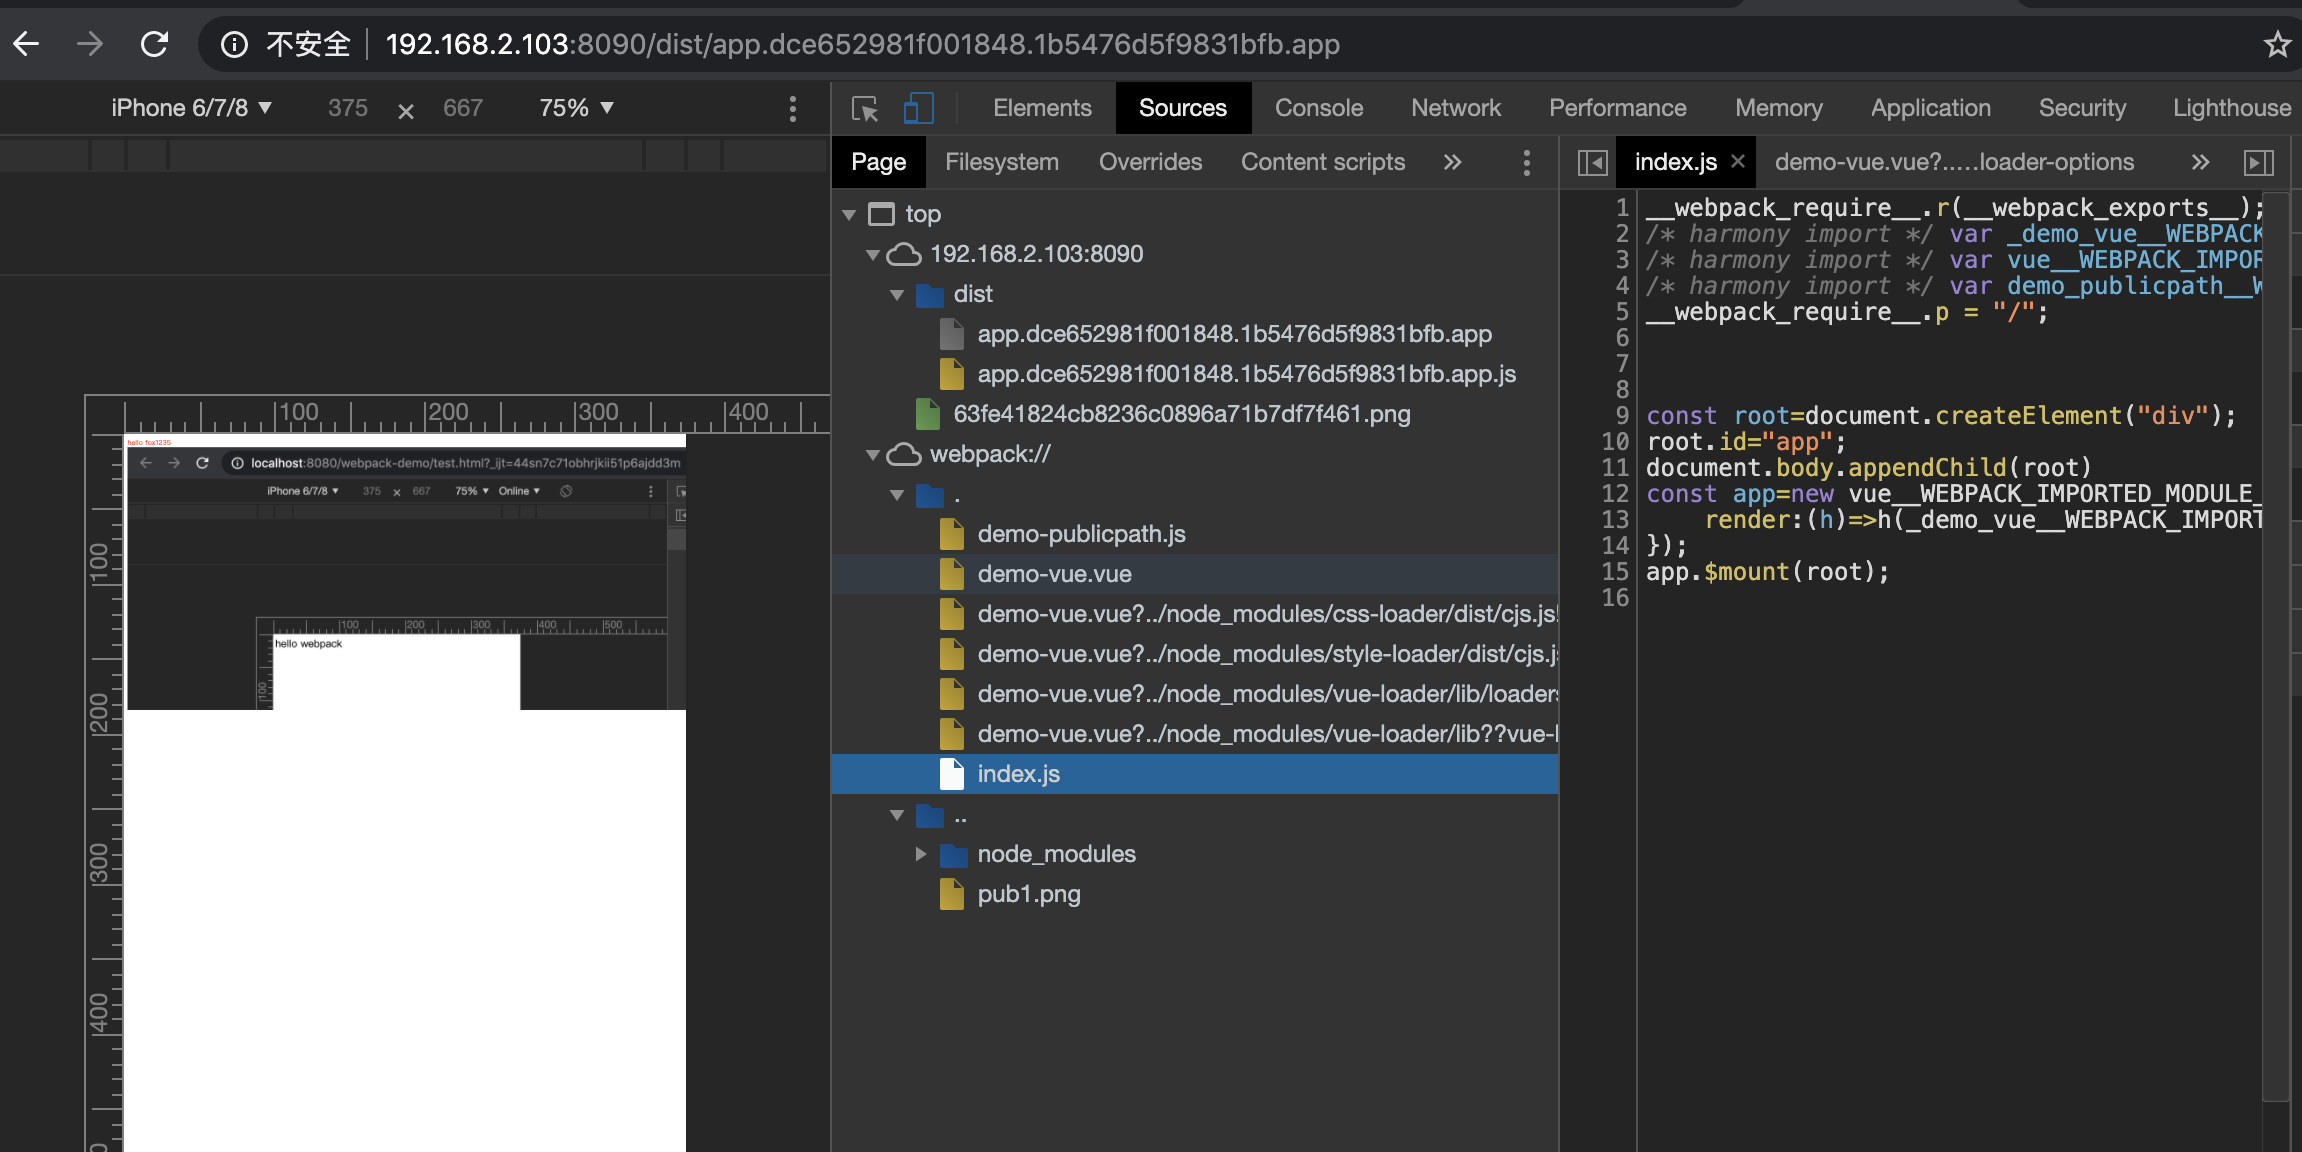 不安全 192.168.2.103:8090/dist/app.dce652981f001848.1b5476d5f9831bfb.app
iPhone 6/7/8 ▼ 375 × 667 75% ▼
Elements Sources Console Network Performance Memory Application Security Lighthouse
Page Filesystem Overrides Content scripts »
index.js × demo-vue.vue?.....loader-options »
top
192.168.2.103:8090
dist
app.dce652981f001848.1b5476d5f9831bfb.app
app.dce652981f001848.1b5476d5f9831bfb.app.js
63fe41824cb8236c0896a71b7df7f461.png
webpack://
.
demo-publicpath.js
demo-vue.vue
demo-vue.vue?../node_modules/css-loader/dist/cjs.js!
demo-vue.vue?../node_modules/style-loader/dist/cjs.j
demo-vue.vue?../node_modules/vue-loader/lib/loader
demo-vue.vue?../node_modules/vue-loader/lib??vue-l
index.js
..
node_modules
pub1.png
1 __webpack_require__.r(__webpack_exports__);
2 /* harmony import */ var _demo_vue__WEBPACK
3 /* harmony import */ var vue__WEBPACK_IMPOR
4 /* harmony import */ var demo_publicpath__W
5 __webpack_require__.p = "/";
6
7
8
9 const root=document.createElement("div");
10 root.id="app";
11 document.body.appendChild(root)
12 const app=new vue__WEBPACK_IMPORTED_MODULE_
13 render:(h)=>h(_demo_vue__WEBPACK_IMPORT
14 });
15 app.$mount(root);
16
100 200 300 400
100
200
300
400
hello fox1235
localhost:8080/webpack-demo/test.html?_ijt=44sn7c71obhrjkii51p6ajdd3m
iPhone 6/7/8 ▼ 375 × 667 75% ▼ Online ▼
100 200 300 400 500
hello webpack
100